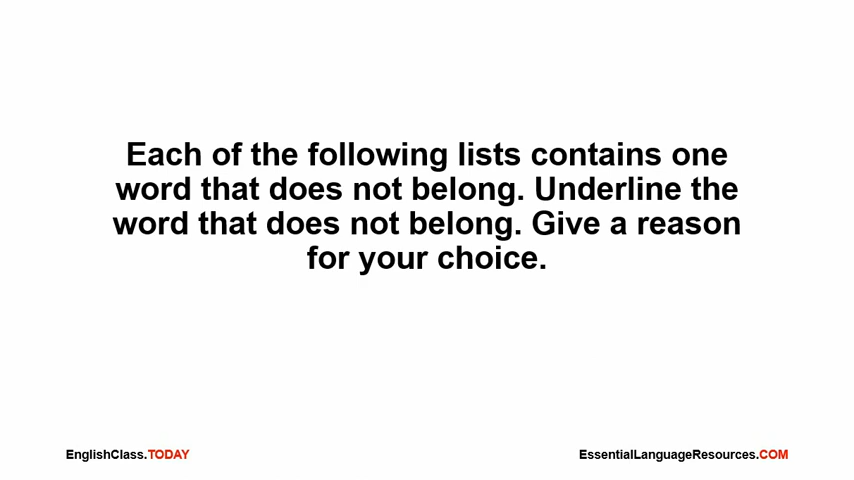 Each of the following lists contains one
word that does not belong. Underline the
word that does not belong. Give a reason
for your choice.
EnglishClass.TODAY
EssentialLanguageResources.COM